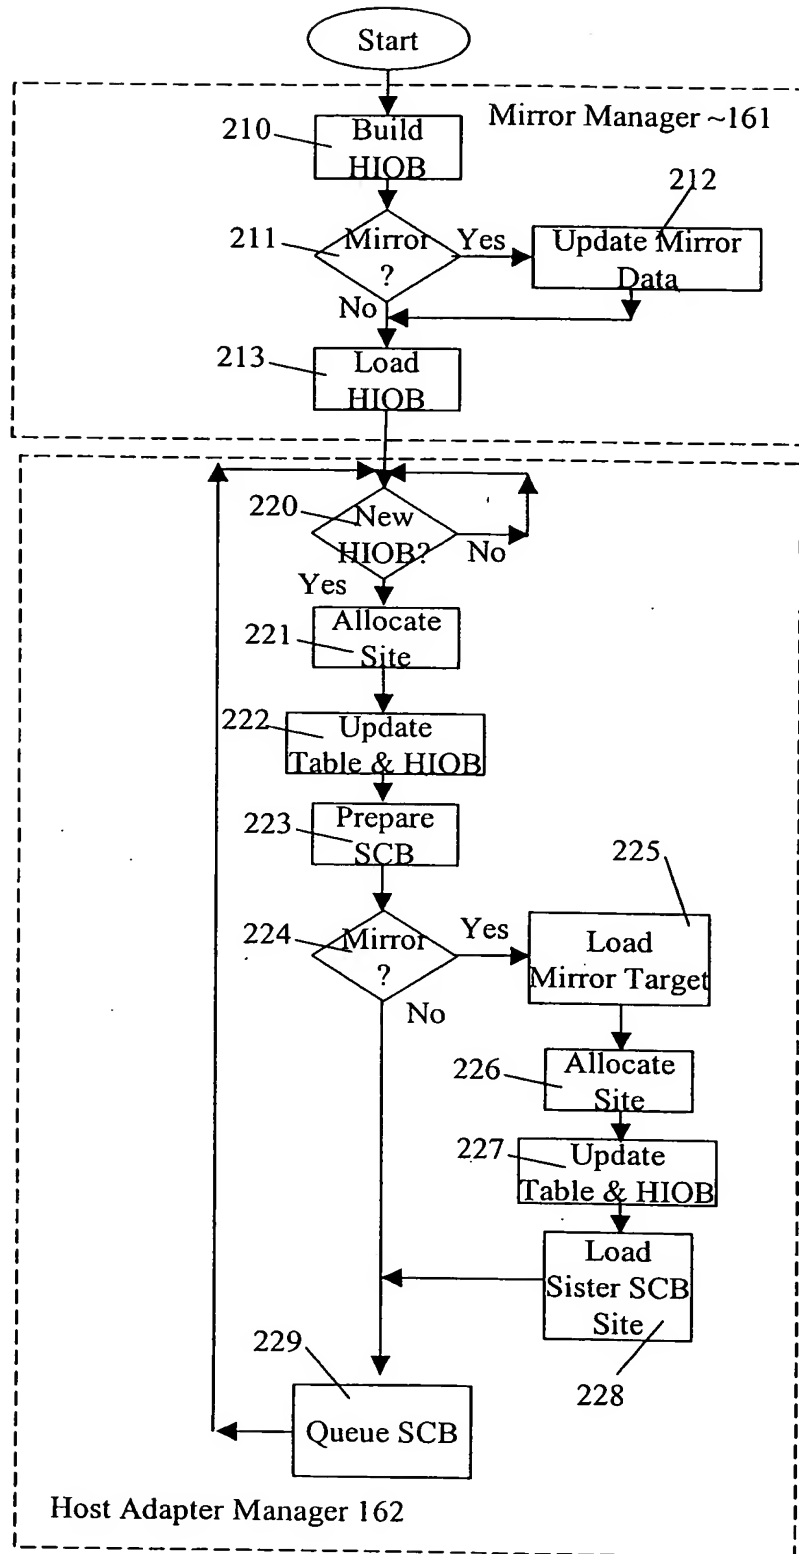 Start
Mirror Manager ~161
210
Build
HIOB
212
211
Mirror
?
Yes
Update Mirror
Data
No
213
Load
HIOB
220
New
HIOB?
No
Yes
221
Allocate
Site
222
Update
Table & HIOB
223
Prepare
SCB
225
224
Mirror
?
Yes
Load
Mirror Target
No
226
Allocate
Site
227
Update
Table & HIOB
Load
Sister SCB
Site
229
228
Queue SCB
Host Adapter Manager 162